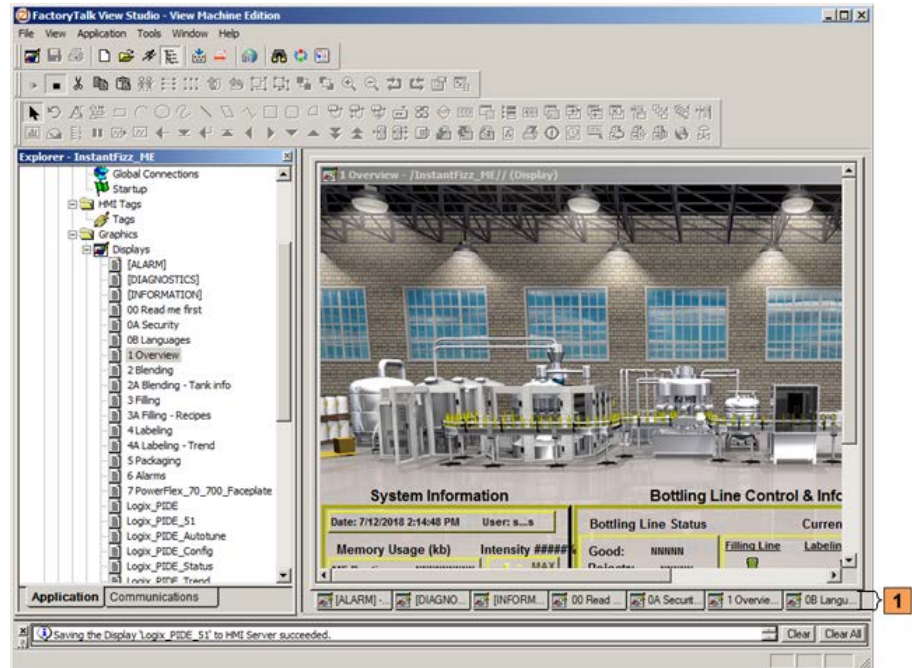 FactoryTalk View Studio - View Machine Edition
File View Application Tools Window Help
Explorer - InstantFizz_ME
Global Connections
Startup
HMI Tags
Tags
Graphics
Displays
[ALARM]
[DIAGNOSTICS]
[INFORMATION]
00 Read me first
0A Security
0B Languages
1 Overview
2 Blending
2A Blending - Tank info
3 Filling
3A Filling - Recipes
4 Labeling
4A Labeling - Trend
5 Packaging
6 Alarms
7 PowerFlex_70_700_Faceplate
Logix_PIDE
Logix_PIDE_51
Logix_PIDE_Autotune
Logix_PIDE_Config
Logix_PIDE_Status
Logix_PIDE_Trend
Application Communications
1 Overview - /InstantFizz_ME// (Display)
System Information
Date: 7/12/2018 2:14:48 PM User: s...s
Memory Usage (kb) Intensity #####%
MAX
Bottling Line Control & Info
Bottling Line Status Curren
Good: NNNNN Filling Line Labelin
[ALARM] -... [DIAGNO... [INFORM... 00 Read ... 0A Securit... 1 Overvie... 0B Langu...
1
Saving the Display 'Logix_PIDE_51' to HMI Server succeeded.
Clear Clear All